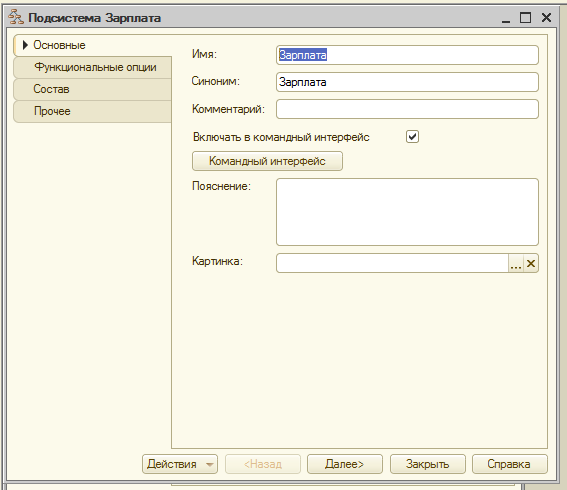 Подсистема Зарплата
Основные
Функциональные опции
Состав
Прочее
Имя: Зарплата
Синоним: Зарплата
Комментарий:
Включать в командный интерфейс
Командный интерфейс
Пояснение:
Картинка:
Действия <Назад Далее> Закрыть Справка